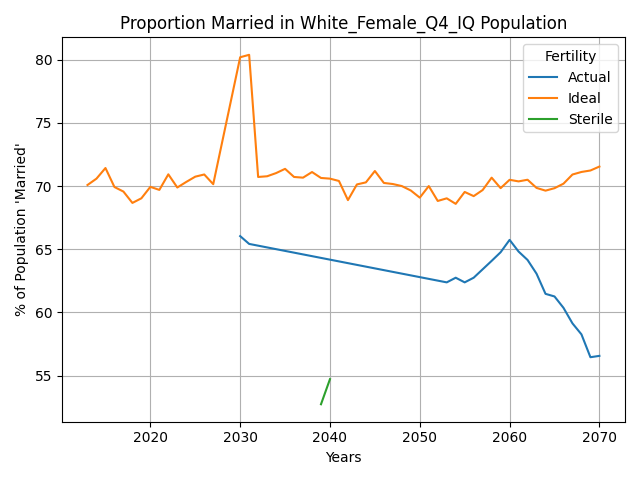 Proportion Married in White_Female_Q4_IQ Population
% of Population 'Married'
80
75
70
65
60
55
Fertility
Actual
Ideal
Sterile
2020 2030 2040 2050 2060 2070
Years